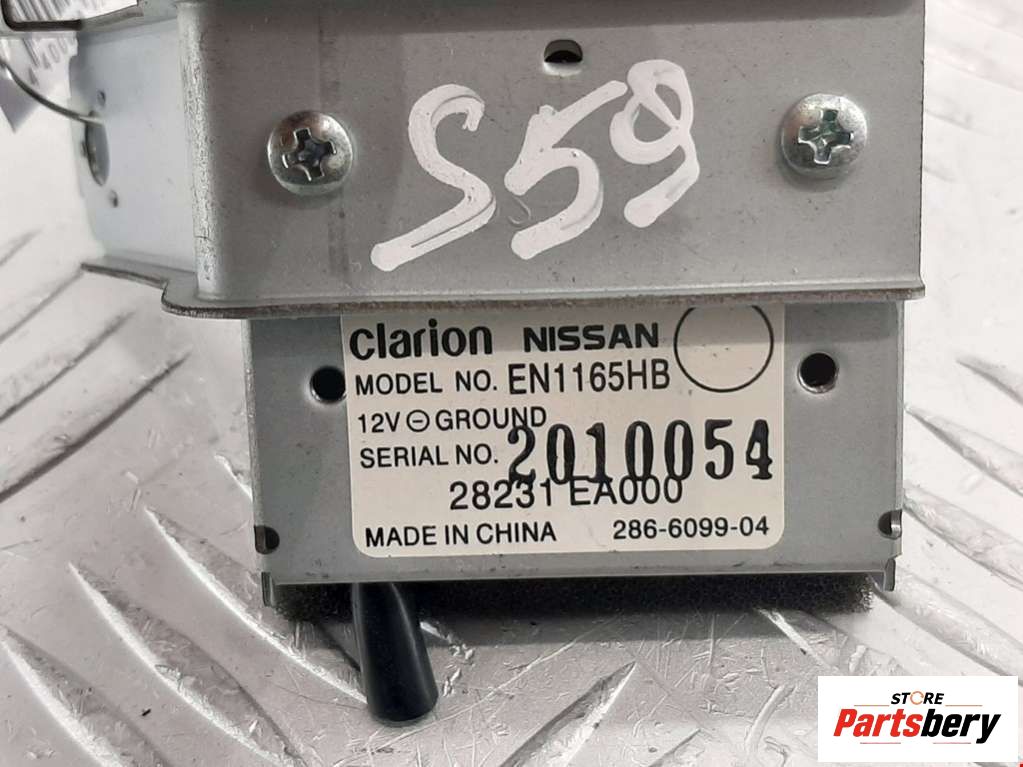 S59
Clarion NISSAN
MODEL NO. EN1165HB
12V ⊖ GROUND
SERIAL NO. 2010054
28231 EA000
MADE IN CHINA 286-6099-04
STORE
Partsbery